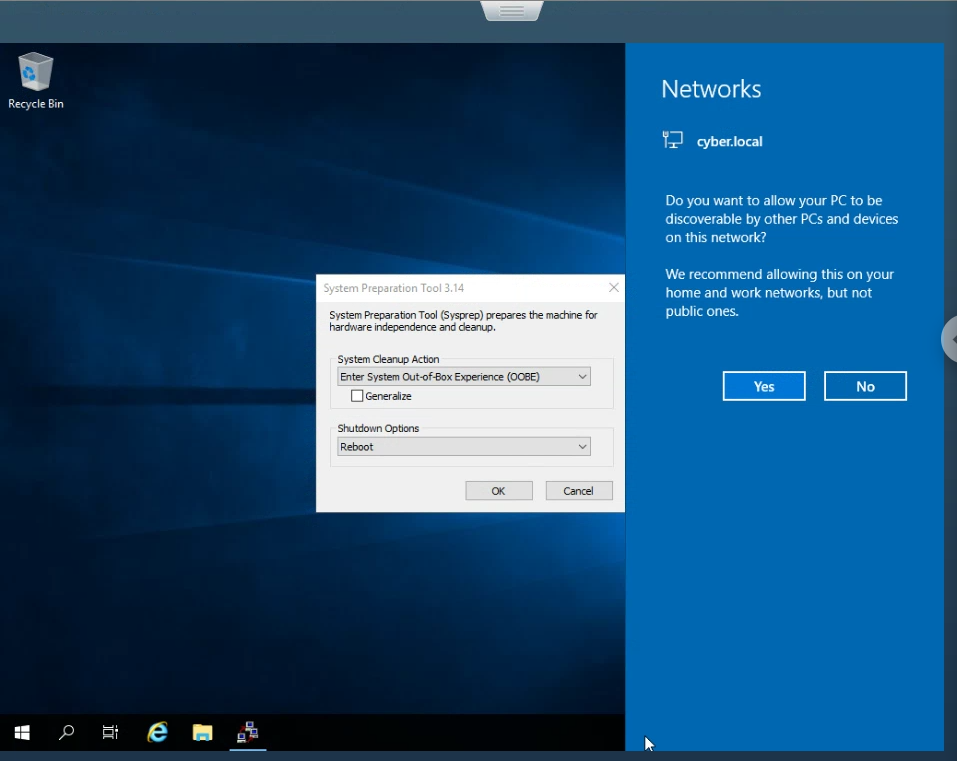 Recycle Bin
System Preparation Tool 3.14
System Preparation Tool (Sysprep) prepares the machine for
hardware independence and cleanup.
System Cleanup Action
Enter System Out-of-Box Experience (OOBE)
Generalize
Shutdown Options
Reboot
OK
Cancel
Networks
cyber.local
Do you want to allow your PC to be
discoverable by other PCs and devices
on this network?
We recommend allowing this on your
home and work networks, but not
public ones.
Yes
No